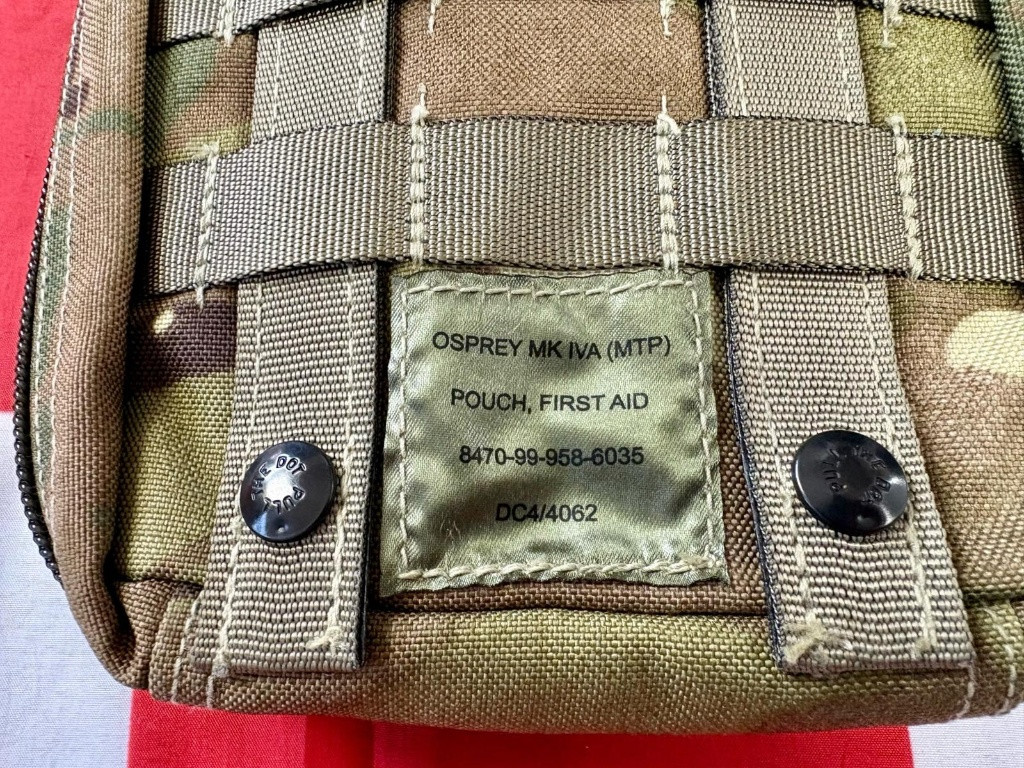 OSPREY MK IVA (MTP)
POUCH, FIRST AID
8470-99-958-6035
DC4/4062
PULL THE DOT
PULL THE DOT